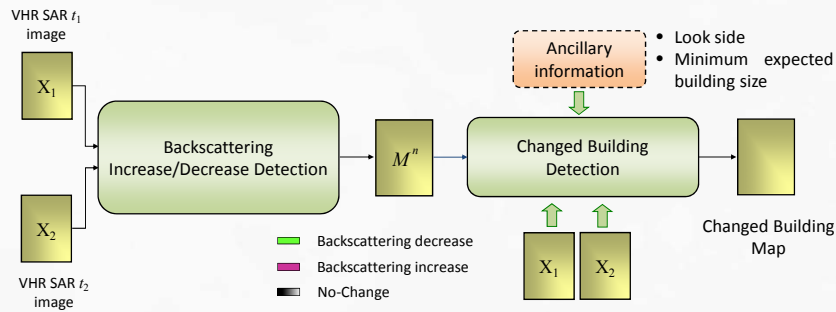 VHR SAR t1
image
X1
X2
VHR SAR t2
image
Backscattering
Increase/Decrease Detection
M^n
Ancillary
information
• Look side
• Minimum expected
building size
Changed Building
Detection
X1
X2
Changed Building
Map
Backscattering decrease
Backscattering increase
No-Change